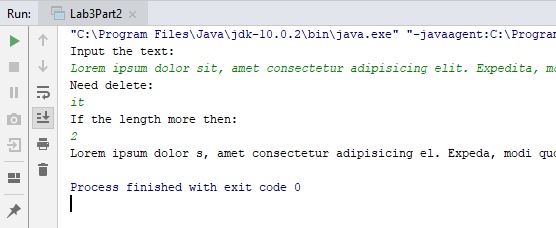 Run: Lab3Part2
"C:\Program Files\Java\jdk-10.0.2\bin\java.exe" "-javaagent:C:\Program
Input the text:
Lorem ipsum dolor sit, amet consectetur adipisicing elit. Expedita,
Need delete:
it
If the length more then:
2
Lorem ipsum dolor s, amet consectetur adipisicing el. Expeda, modi quo
Process finished with exit code 0